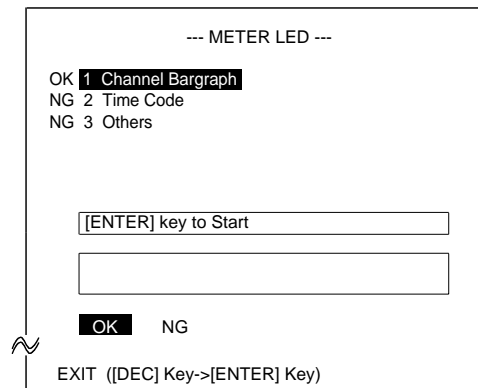 --- METER LED ---
OK 1 Channel Bargraph
NG 2 Time Code
NG 3 Others
[ENTER] key to Start
OK NG
EXIT ([DEC] Key->[ENTER] Key)